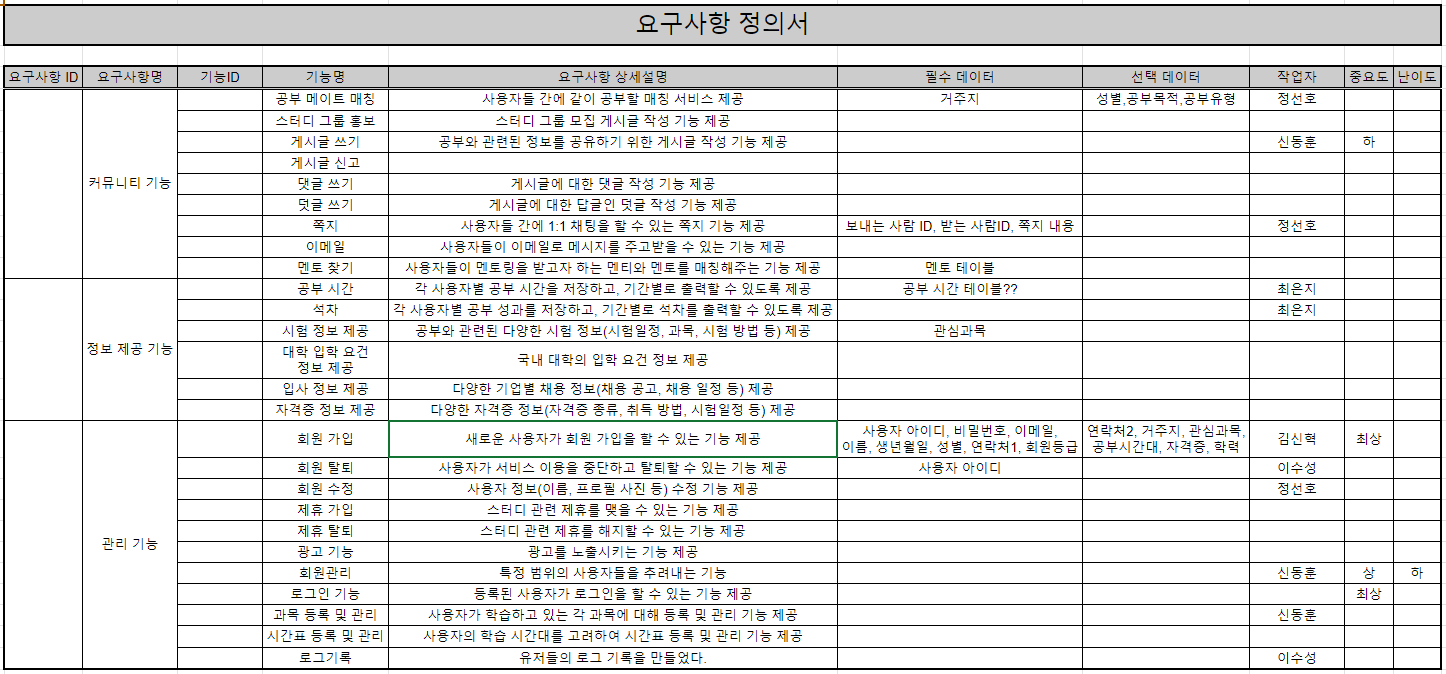 요구사항 정의서
요구사항 ID 요구사항명 기능ID 기능명 요구사항 상세설명 필수 데이터 선택 데이터 작업자 중요도 난이도
커뮤니티 기능
공부 메이트 매칭 사용자들 간에 같이 공부할 매칭 서비스 제공 거주지 성별,공부목적,공부유형 정선호
스터디 그룹 홍보 스터디 그룹 모집 게시글 작성 기능 제공
게시글 쓰기 공부와 관련된 정보를 공유하기 위한 게시글 작성 기능 제공 신동훈 하
게시글 신고
댓글 쓰기 게시글에 대한 댓글 작성 기능 제공
덧글 쓰기 게시글에 대한 답글인 덧글 작성 기능 제공
쪽지 사용자들 간에 1:1 채팅을 할 수 있는 쪽지 기능 제공 보내는 사람 ID, 받는 사람ID, 쪽지 내용 정선호
이메일 사용자들이 이메일로 메시지를 주고받을 수 있는 기능 제공
멘토 찾기 사용자들이 멘토링을 받고자 하는 멘티와 멘토를 매칭해주는 기능 제공 멘토 테이블
정보 제공 기능
공부 시간 각 사용자별 공부 시간을 저장하고, 기간별로 출력할 수 있도록 제공 공부 시간 테이블?? 최은지
석차 각 사용자별 공부 성과를 저장하고, 기간별로 석차를 출력할 수 있도록 제공 최은지
시험 정보 제공 공부와 관련된 다양한 시험 정보(시험일정, 과목, 시험 방법 등) 제공 관심과목
대학 입학 요건
정보 제공 국내 대학의 입학 요건 정보 제공
입사 정보 제공 다양한 기업별 채용 정보(채용 공고, 채용 일정 등) 제공
자격증 정보 제공 다양한 자격증 정보(자격증 종류, 취득 방법, 시험일정 등) 제공
관리 기능
회원 가입 새로운 사용자가 회원 가입을 할 수 있는 기능 제공 사용자 아이디, 비밀번호, 이메일, 연락처2, 거주지, 관심과목, 김신혁 최상
이름, 생년월일, 성별, 연락처1, 회원등급 공부시간대, 자격증, 학력
회원 탈퇴 사용자가 서비스 이용을 중단하고 탈퇴할 수 있는 기능 제공 사용자 아이디 이수성
회원 수정 사용자 정보(이름, 프로필 사진 등) 수정 기능 제공 정선호
제휴 가입 스터디 관련 제휴를 맺을 수 있는 기능 제공
제휴 탈퇴 스터디 관련 제휴를 해지할 수 있는 기능 제공
광고 기능 광고를 노출시키는 기능 제공
회원관리 특정 범위의 사용자들을 추려내는 기능 신동훈 상 하
로그인 기능 등록된 사용자가 로그인을 할 수 있는 기능 제공 최상
과목 등록 및 관리 사용자가 학습하고 있는 각 과목에 대해 등록 및 관리 기능 제공 신동훈
시간표 등록 및 관리 사용자의 학습 시간대를 고려하여 시간표 등록 및 관리 기능 제공
로그기록 유저들의 로그 기록을 만들었다. 이수성